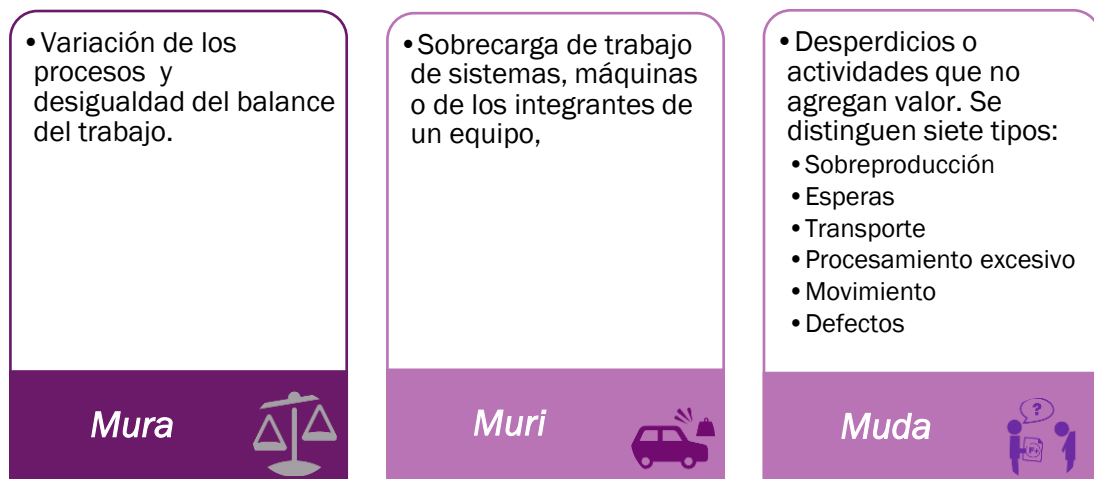 •Variación de los
procesos y
desigualdad del balance
del trabajo.
Mura
•Sobrecarga de trabajo
de sistemas, máquinas
o de los integrantes de
un equipo,
Muri
•Desperdicios o
actividades que no
agregan valor. Se
distinguen siete tipos:
•Sobreproducción
•Esperas
•Transporte
•Procesamiento excesivo
•Movimiento
•Defectos
Muda
?
F+